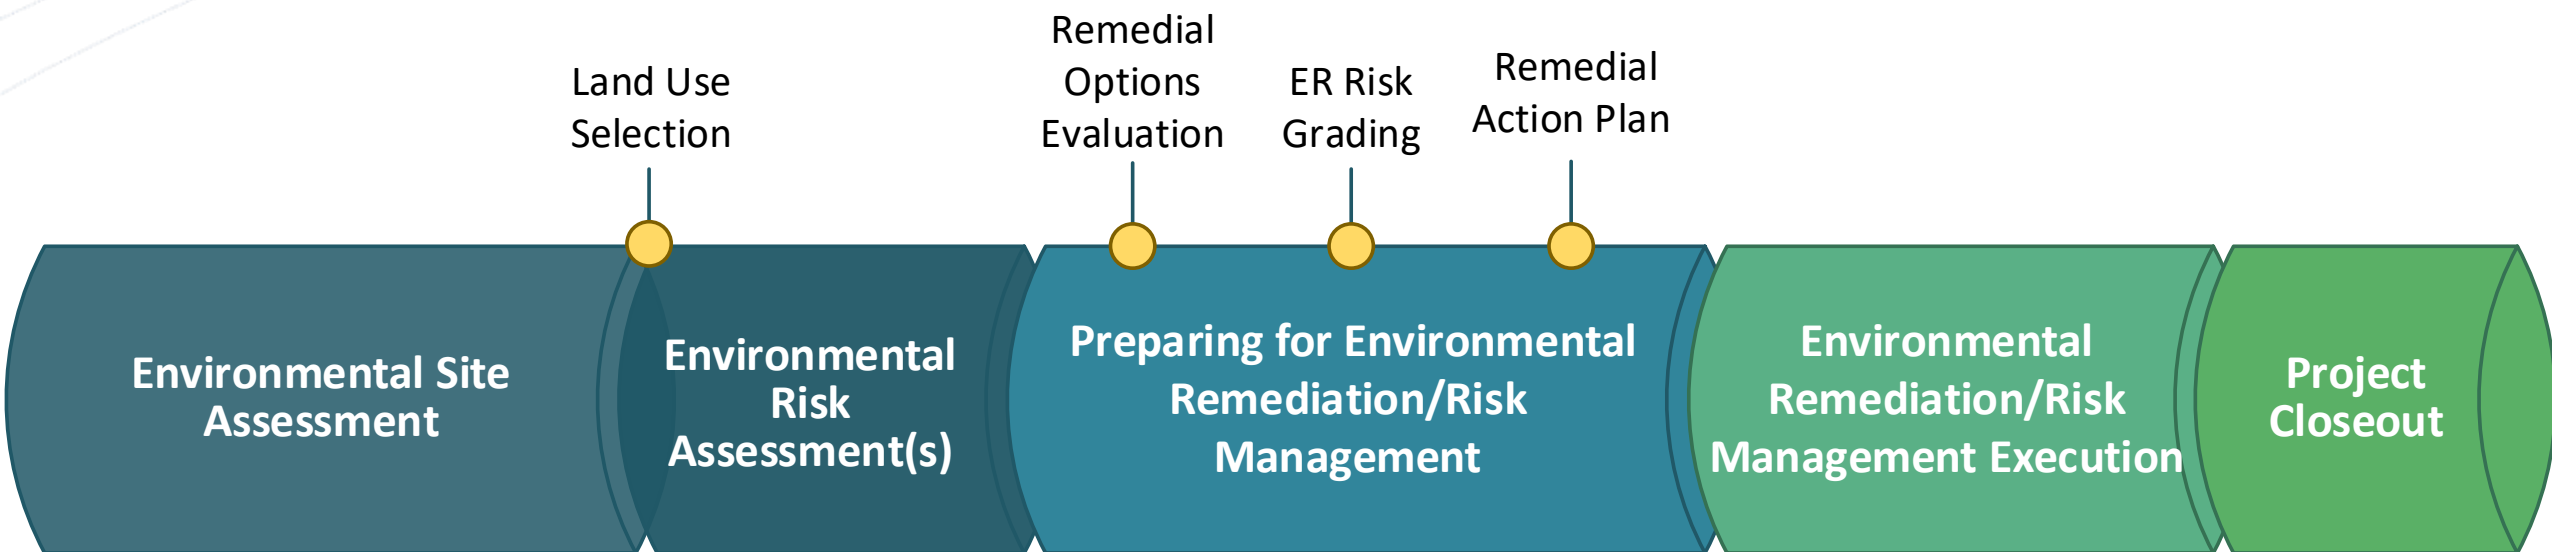 Land Use
Selection
Remedial
Options
Evaluation
ER Risk
Grading
Remedial
Action Plan
Environmental Site
Assessment
Environmental
Risk
Assessment(s)
Preparing for Environmental
Remediation/Risk
Management
Environmental
Remediation/Risk
Management Execution
Project
Closeout